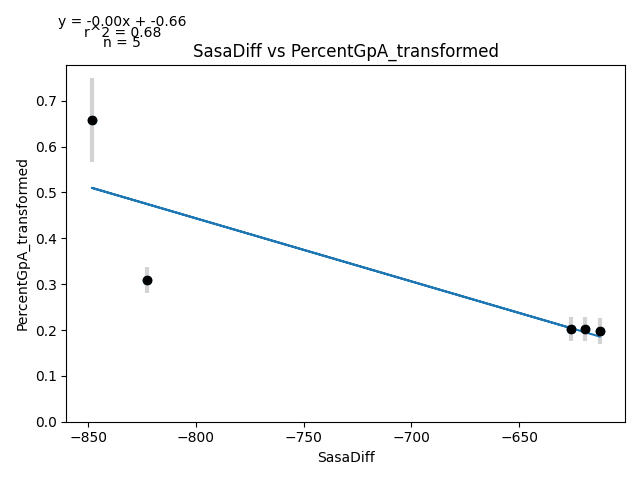 y = -0.00x + -0.66
r^2 = 0.68
n = 5
SasaDiff vs PercentGpA_transformed
PercentGpA_transformed
0.7
0.6
0.5
0.4
0.3
0.2
0.1
0.0
−850 −800 −750 −700 −650
SasaDiff